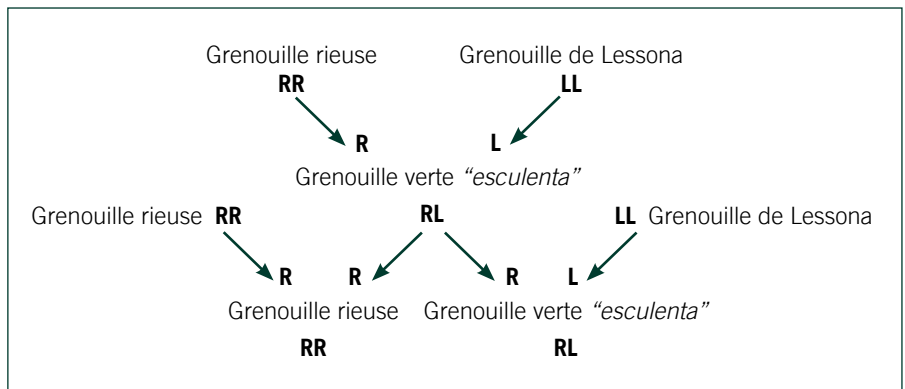 Grenouille rieuse Grenouille de Lessona
RR LL
R L
Grenouille verte “esculenta”
Grenouille rieuse RR RL LL Grenouille de Lessona
R R R L
Grenouille rieuse Grenouille verte “esculenta”
RR RL